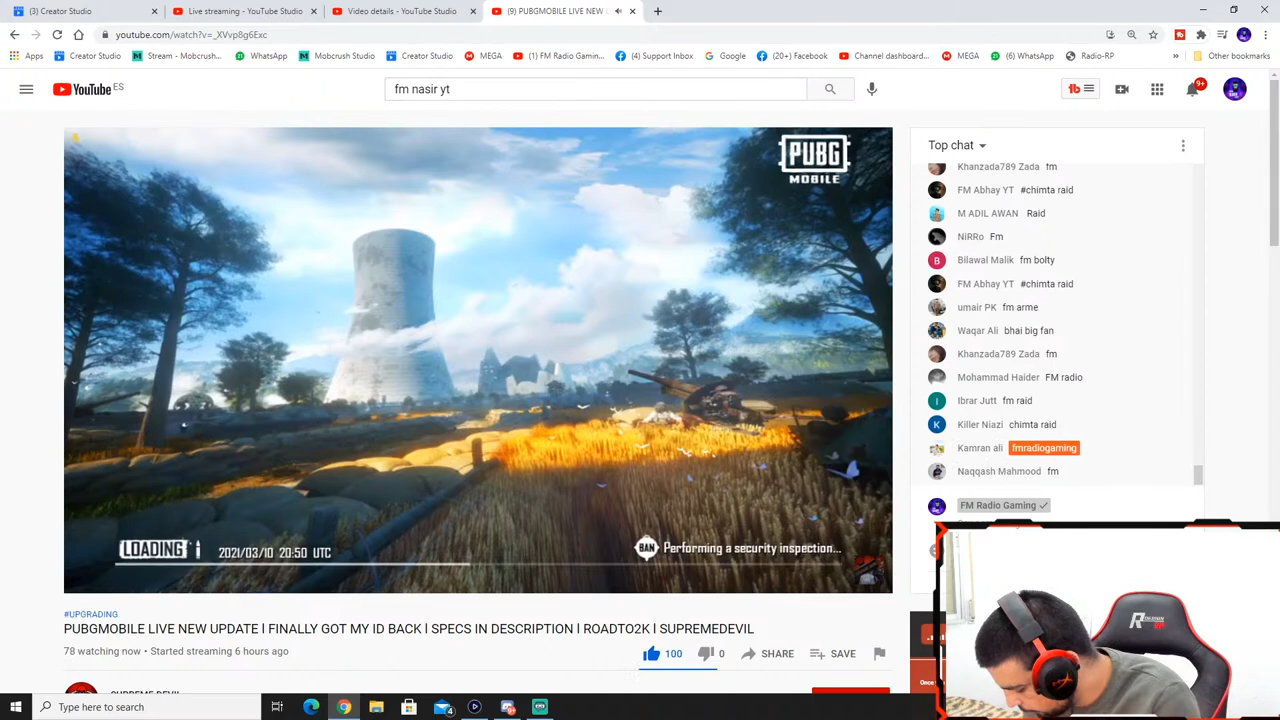 (3) Creator Studio
Live streaming - YouTube Studio
Video details - YouTube Studio
(9) PUBGMOBILE LIVE NEW
youtube.com/watch?v=_XVvp8g6Exc
Apps
Creator Studio
Stream - Mobcrush...
WhatsApp
Mobcrush Studio
Creator Studio
MEGA
(1) FM Radio Gamin...
(4) Support Inbox
Google
(20+) Facebook
Channel dashboard...
MEGA
(6) WhatsApp
Radio-RP
»
Other bookmarks
YouTube ES
fm nasir yt
tb
9+
PUBG
MOBILE
LOADING
2021/03/10 20:50 UTC
BAN
Performing a security inspection...
Top chat
Khanzada789 Zada fm
FM Abhay YT #chimta raid
M ADIL AWAN Raid
NiRRo Fm
Bilawal Malik fm bolty
FM Abhay YT #chimta raid
umair PK fm arme
Waqar Ali bhai big fan
Khanzada789 Zada fm
Mohammad Haider FM radio
Ibrar Jutt fm raid
Killer Niazi chimta raid
Kamran ali fmradiogaming
Naqqash Mahmood fm
FM Radio Gaming
#UPGRADING
PUBGMOBILE LIVE NEW UPDATE l FINALLY GOT MY ID BACK l SPECS IN DESCRIPTION l ROADTO2K l SUPREMEDEVIL
78 watching now • Started streaming 6 hours ago
100
0
SHARE
SAVE
SUPREME DEVIL
Once
Type here to search